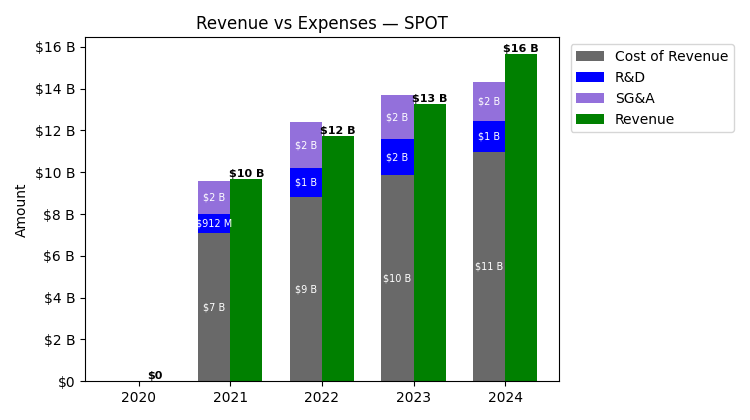 Revenue vs Expenses — SPOT
Amount
$16 B
$14 B
$12 B
$10 B
$8 B
$6 B
$4 B
$2 B
$0
2020
2021
2022
2023
2024
$0
$10 B
$2 B
$912 M
$7 B
$12 B
$2 B
$1 B
$9 B
$13 B
$2 B
$2 B
$10 B
$16 B
$2 B
$1 B
$11 B
Cost of Revenue
R&D
SG&A
Revenue